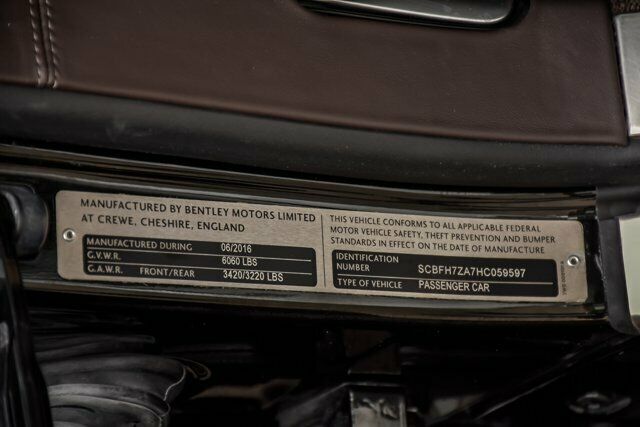 MANUFACTURED BY BENTLEY MOTORS LIMITED
AT CREWE, CHESHIRE, ENGLAND
MANUFACTURED DURING 06/2016
G.V.W.R. 6060 LBS
G.A.W.R. FRONT/REAR 3420/3220 LBS
THIS VEHICLE CONFORMS TO ALL APPLICABLE FEDERAL
MOTOR VEHICLE SAFETY, THEFT PREVENTION AND BUMPER
STANDARDS IN EFFECT ON THE DATE OF MANUFACTURE
IDENTIFICATION
NUMBER SCBFH7ZA7HC059597
TYPE OF VEHICLE PASSENGER CAR